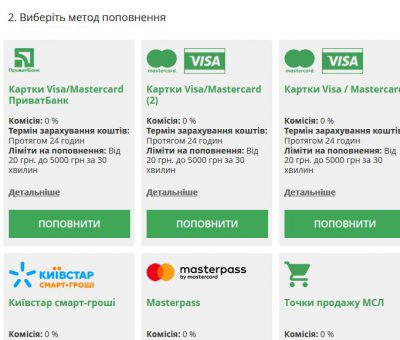 2. Виберіть метод поповнення
ПриватБанк
mastercard
VISA
mastercard
VISA
Картки Visa/Mastercard
ПриватБанк
Картки Visa/Mastercard
(2)
Картки Visa / Mastercard
Комісія: 0 %
Термін зарахування коштів:
Протягом 24 годин
Ліміти на поповнення: Від
20 грн. до 5000 грн за 30
хвилин
Комісія: 0 %
Термін зарахування коштів:
Протягом 24 годин
Ліміти на поповнення: Від
20 грн. до 5000 грн за 30
хвилин
Комісія: 0 %
Термін зарахування коштів:
Протягом 24 годин
Ліміти на поповнення: Від
20 грн. до 5000 грн за 30
хвилин
Детальніше
Детальніше
Детальніше
ПОПОВНИТИ
ПОПОВНИТИ
ПОПОВНИТИ
КИЇВСТАР
СМАРТ-ГРОШІ
masterpass
by mastercard
Київстар смарт-гроші
Masterpass
Точки продажу МСЛ
Комісія: 0 %
Комісія: 0 %
Комісія: 0 %